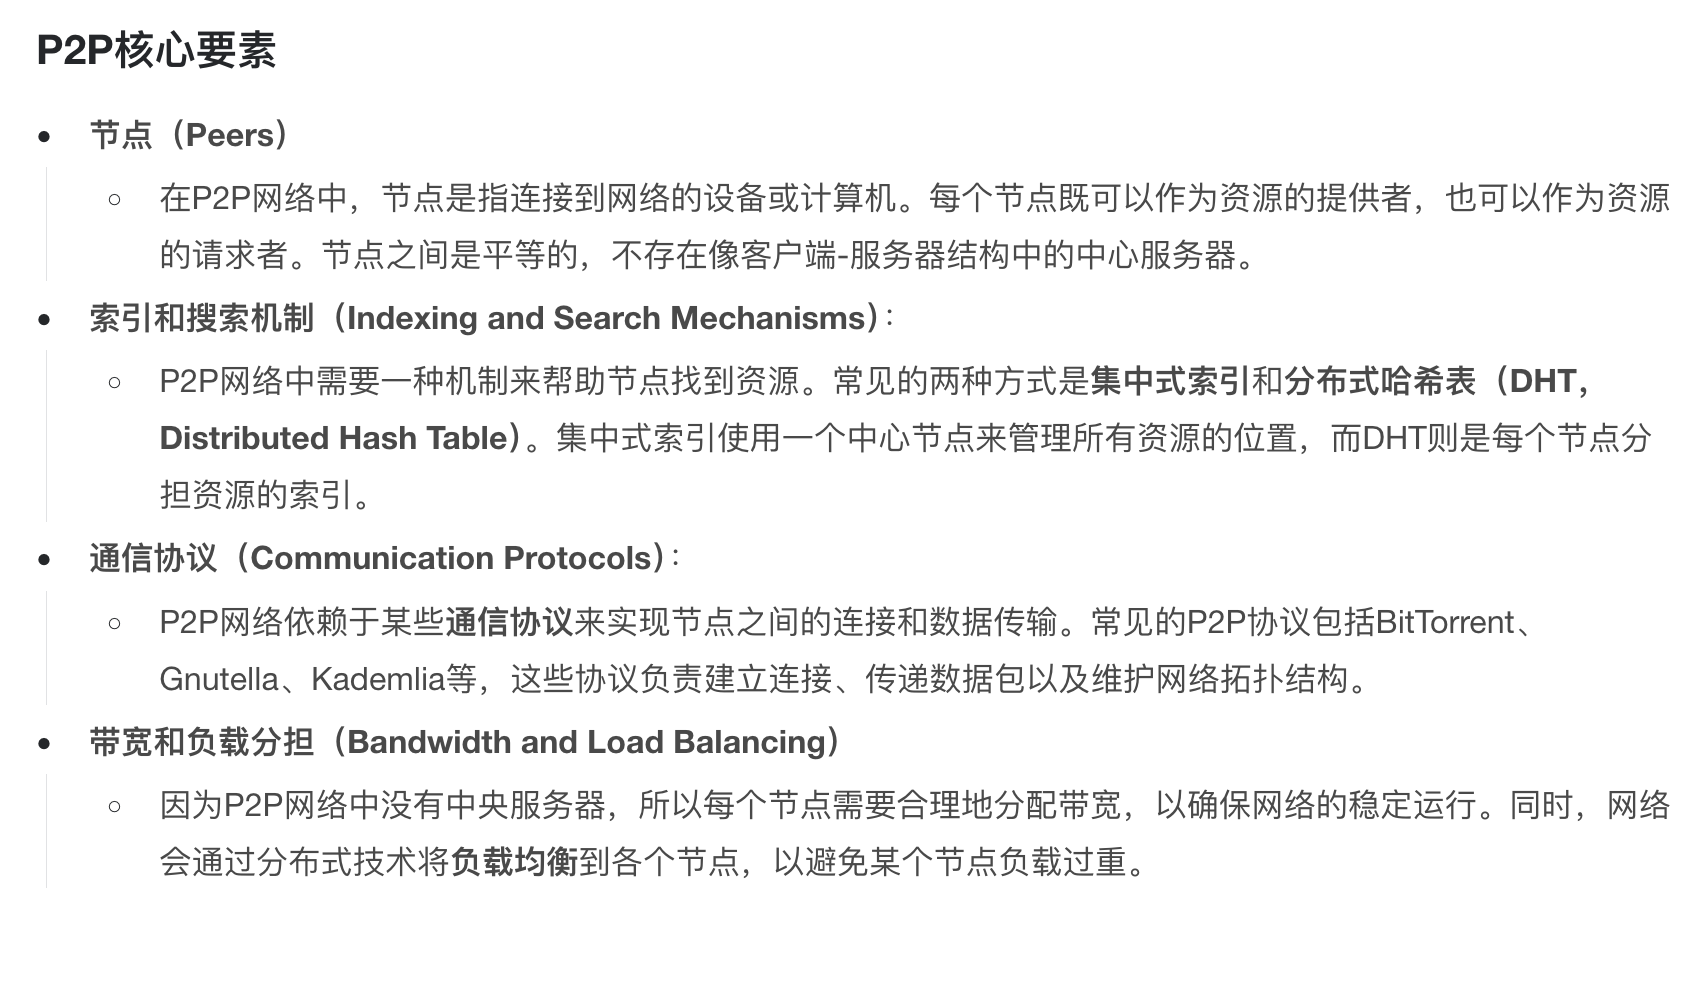 P2P核心要素
节点（Peers）
在P2P网络中，节点是指连接到网络的设备或计算机。每个节点既可以作为资源的提供者，也可以作为资源
的请求者。节点之间是平等的，不存在像客户端-服务器结构中的中心服务器。
索引和搜索机制（Indexing and Search Mechanisms）：
P2P网络中需要一种机制来帮助节点找到资源。常见的两种方式是集中式索引和分布式哈希表（DHT，
Distributed Hash Table）。集中式索引使用一个中心节点来管理所有资源的位置，而DHT则是每个节点分
担资源的索引。
通信协议（Communication Protocols）：
P2P网络依赖于某些通信协议来实现节点之间的连接和数据传输。常见的P2P协议包括BitTorrent、
Gnutella、Kademlia等，这些协议负责建立连接、传递数据包以及维护网络拓扑结构。
带宽和负载分担（Bandwidth and Load Balancing）
因为P2P网络中没有中央服务器，所以每个节点需要合理地分配带宽，以确保网络的稳定运行。同时，网络
会通过分布式技术将负载均衡到各个节点，以避免某个节点负载过重。